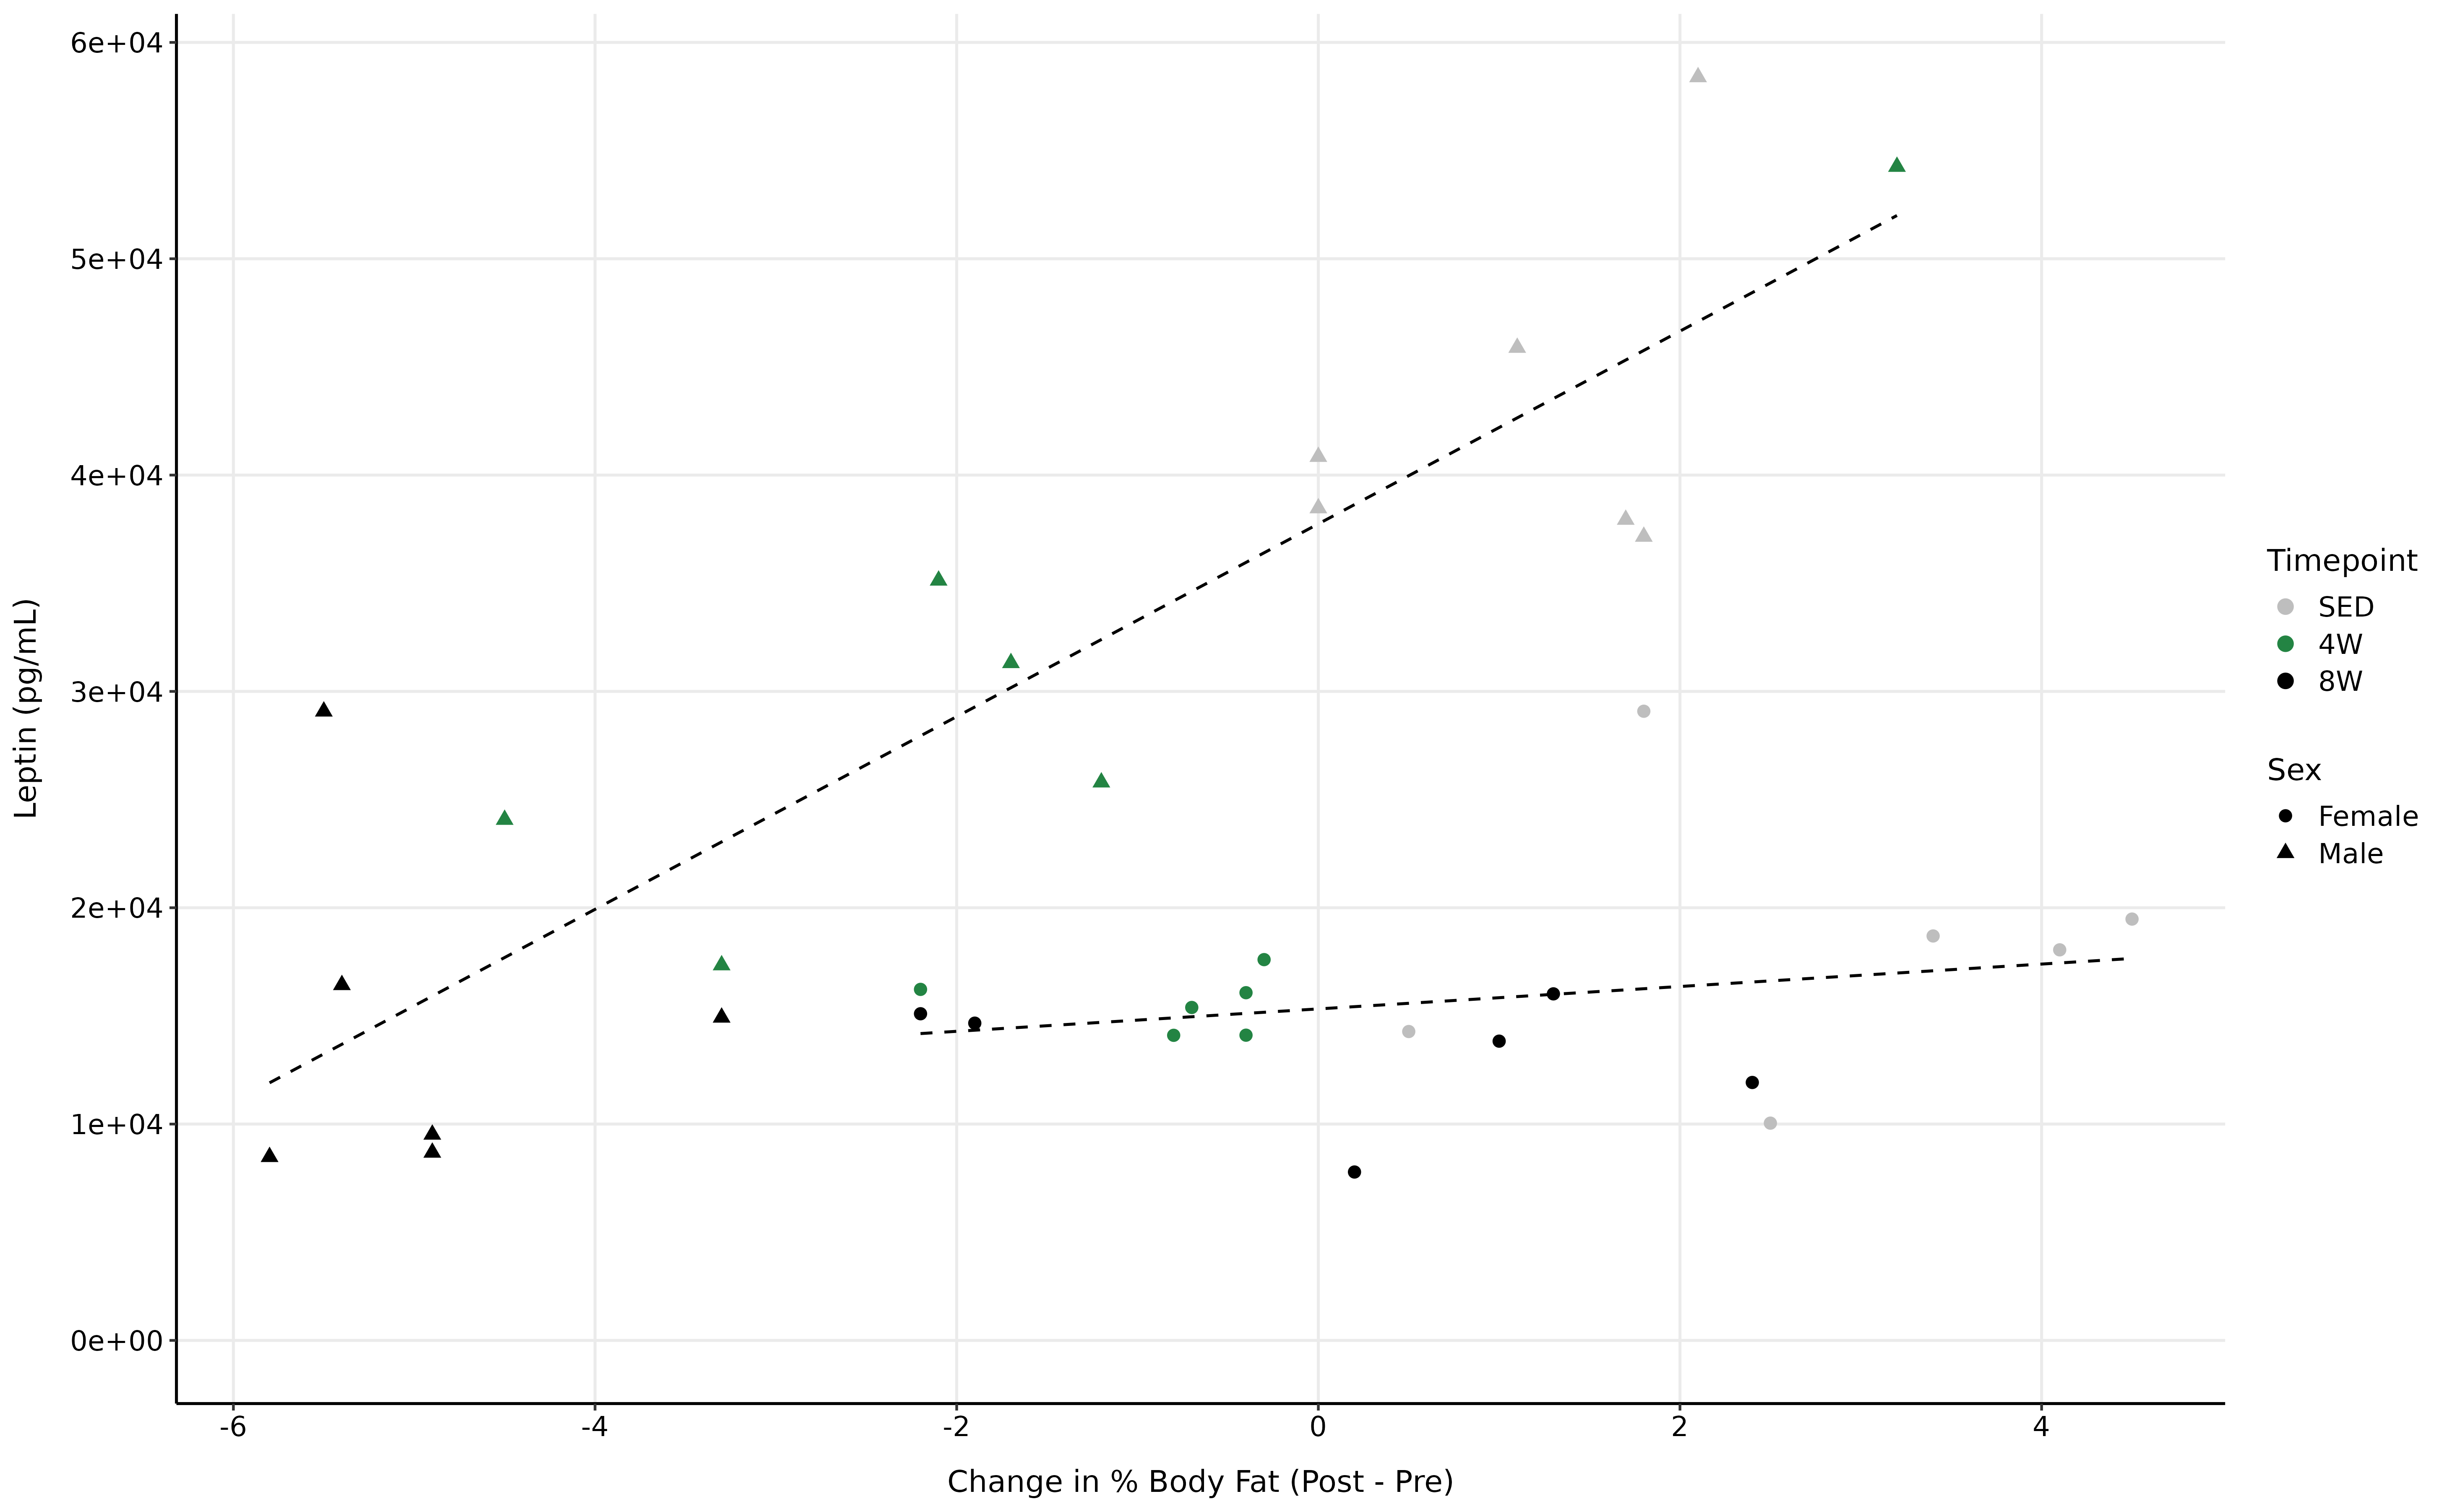 6e+04
5e+04
4e+04
3e+04
2e+04
1e+04
0e+00
Leptin (pg/mL)
-6 -4 -2 0 2 4
Change in % Body Fat (Post - Pre)
Timepoint
SED
4W
8W
Sex
Female
Male